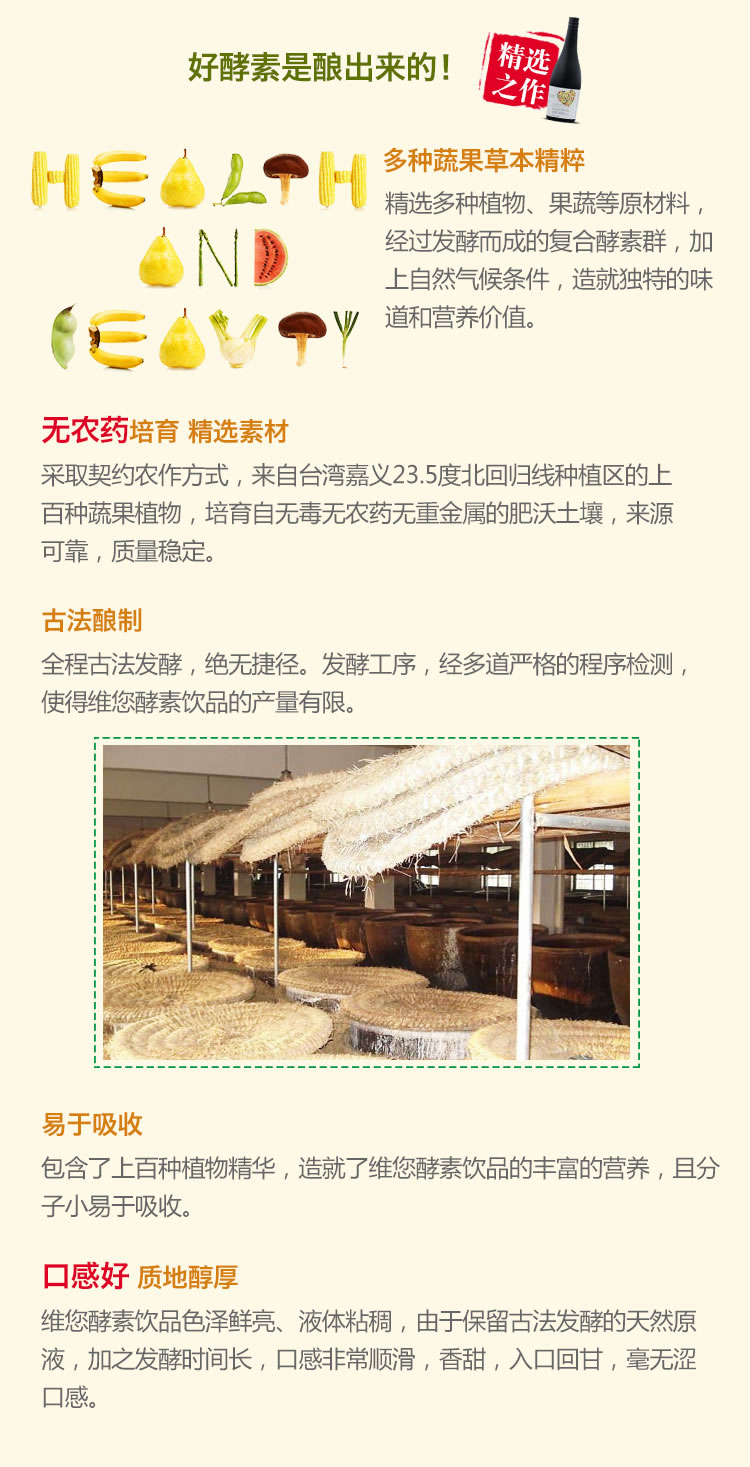 好酵素是酿出来的!
精选
之作
HEALTH
AND
BEAVTY
多种蔬果草本精粹
精选多种植物、果蔬等原材料，
经过发酵而成的复合酵素群，加
上自然气候条件，造就独特的味
道和营养价值。
无农药培育 精选素材
采取契约农作方式，来自台湾嘉义23.5度北回归线种植区的上
百种蔬果植物，培育自无毒无农药无重金属的肥沃土壤，来源
可靠，质量稳定。
古法酿制
全程古法发酵，绝无捷径。发酵工序，经多道严格的程序检测，
使得维您酵素饮品的产量有限。
易于吸收
包含了上百种植物精华，造就了维您酵素饮品的丰富的营养，且分
子小易于吸收。
口感好 质地醇厚
维您酵素饮品色泽鲜亮、液体粘稠，由于保留古法发酵的天然原
液，加之发酵时间长，口感非常顺滑，香甜，入口回甘，毫无涩
口感。